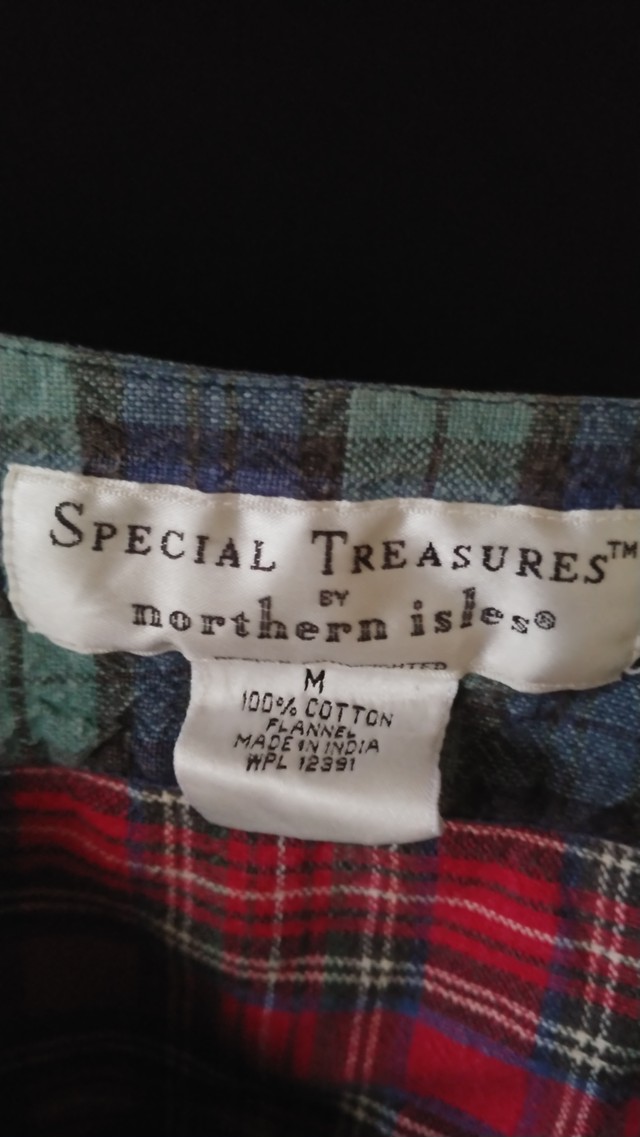 SPECIAL TREASURES™
BY
northern isles®
M
100% COTTON
FLANNEL
MADE IN INDIA
WPL 12391